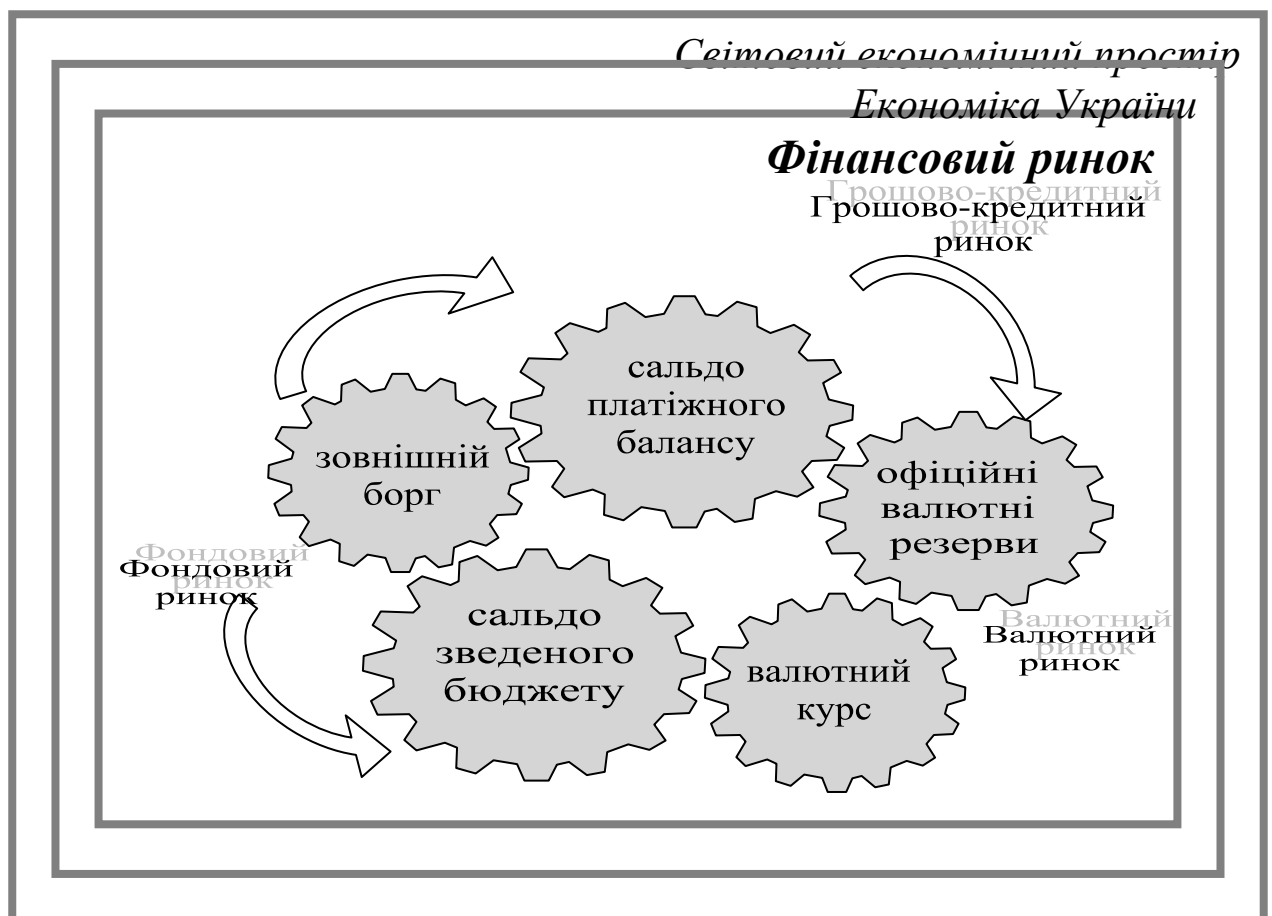 Світовий економічний простір
Економіка України
Фінансовий ринок
Грошово-кредитний
ринок
сальдо
платіжного
балансу
зовнішній
борг
офіційні
валютні
резерви
Фондовий
ринок
сальдо
зведеного
бюджету
валютний
курс
Валютний
ринок